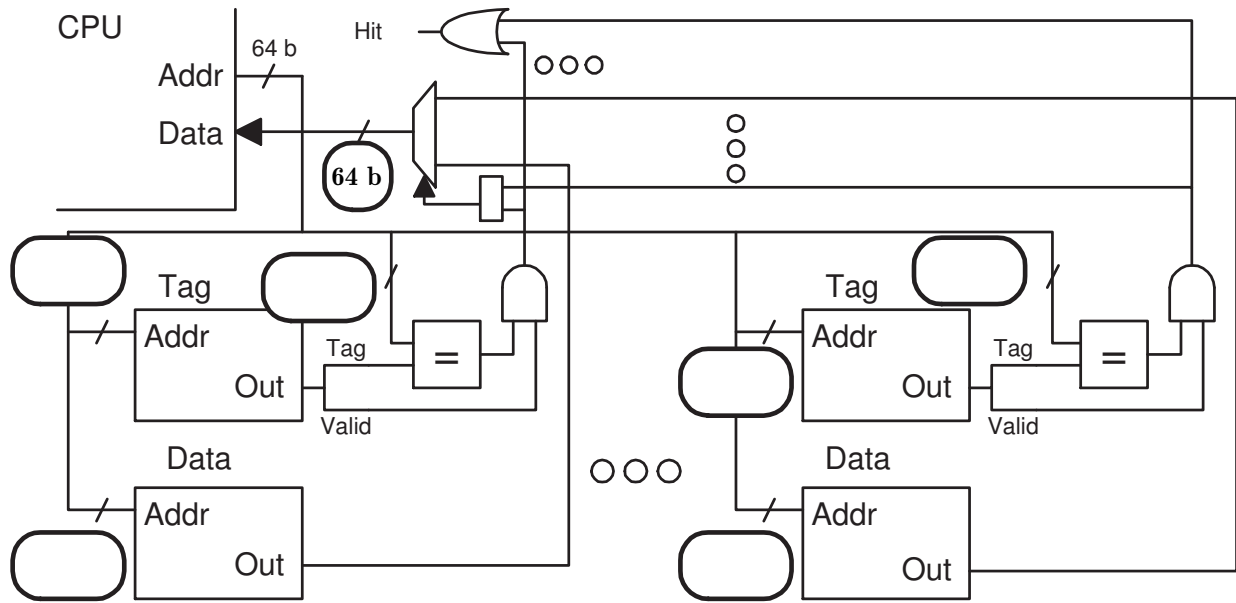 CPU
Hit
64 b
Addr
Data
64 b
Tag
Tag
Addr
Addr
Tag
=
Tag
=
Out
Out
Valid
Valid
Data
Data
Addr
Addr
Out
Out